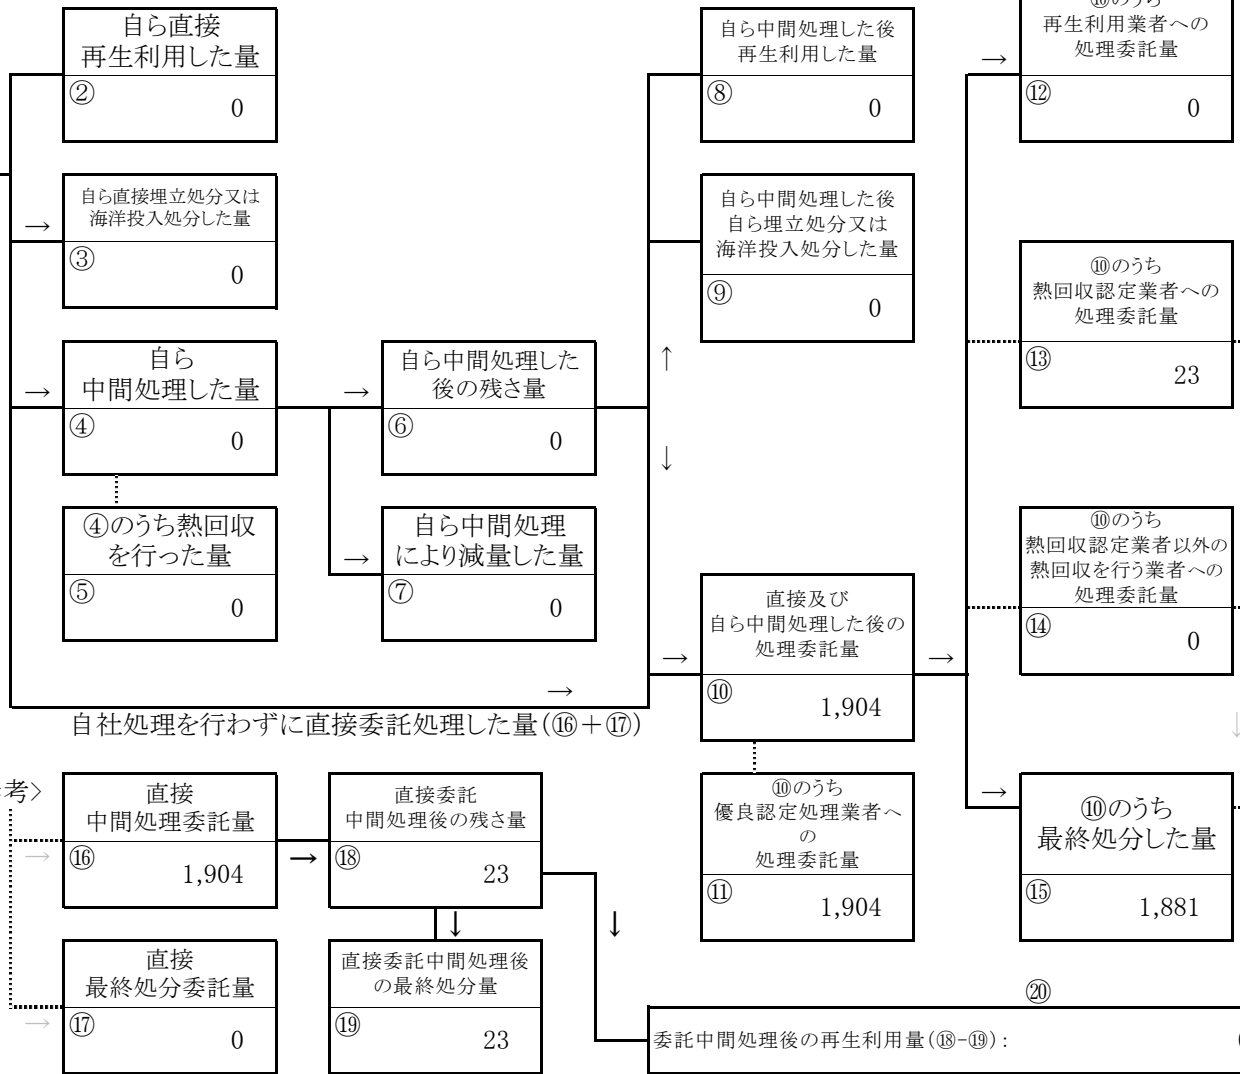 自ら直接
再生利用した量
②
0
自ら直接埋立処分又は
海洋投入処分した量
→
③
0
自ら
中間処理した量
→
④
0
④のうち熱回収
を行った量
⑤
0
→
自ら中間処理した
後の残さ量
⑥
0
→
自ら中間処理
により減量した量
⑦
0
自ら中間処理した後
再生利用した量
⑧
0
自ら中間処理した後
自ら埋立処分又は
海洋投入処分した量
⑨
0
↑
↓
→
直接及び
自ら中間処理した後の
処理委託量
⑩
1,904
→
⑩のうち
優良認定処理業者へ
の
処理委託量
⑪
1,904
⑩のうち
再生利用業者への
処理委託量
→
⑫
0
⑩のうち
熱回収認定業者への
処理委託量
⑬
23
⑩のうち
熱回収認定業者以外の
熱回収を行う業者への
処理委託量
⑭
0
↓
→
⑩のうち
最終処分した量
⑮
1,881
→
自社処理を行わずに直接委託処理した量(⑯＋⑰)
考>
直接
中間処理委託量
→
⑯
1,904
→
直接委託
中間処理後の残さ量
⑱
23
↓
↓
直接
最終処分委託量
→
⑰
0
直接委託中間処理後
の最終処分量
⑲
23
⑳
委託中間処理後の再生利用量(⑱-⑲):